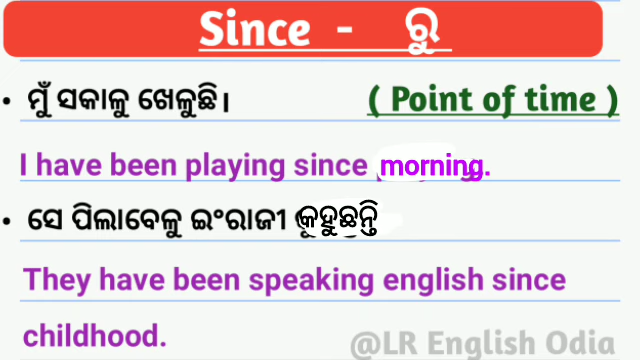 Since - ରୁ
• ମୁଁ ସକାଳୁ ଖେଳୁଛି।
( Point of time )
I have been playing since morning.
• ସେ ପିଲାବେଳୁ ଇଂରାଜୀ କହୁଛନ୍ତି
They have been speaking english since
childhood.
@LR English Odia